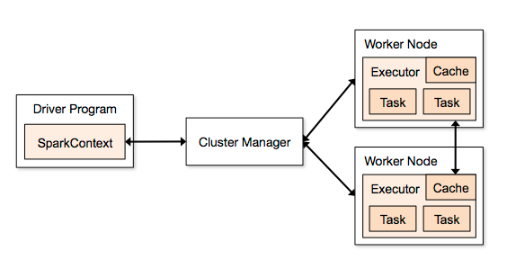 Driver Program
SparkContext
Cluster Manager
Worker Node
Executor
Cache
Task
Task
Worker Node
Executor
Cache
Task
Task